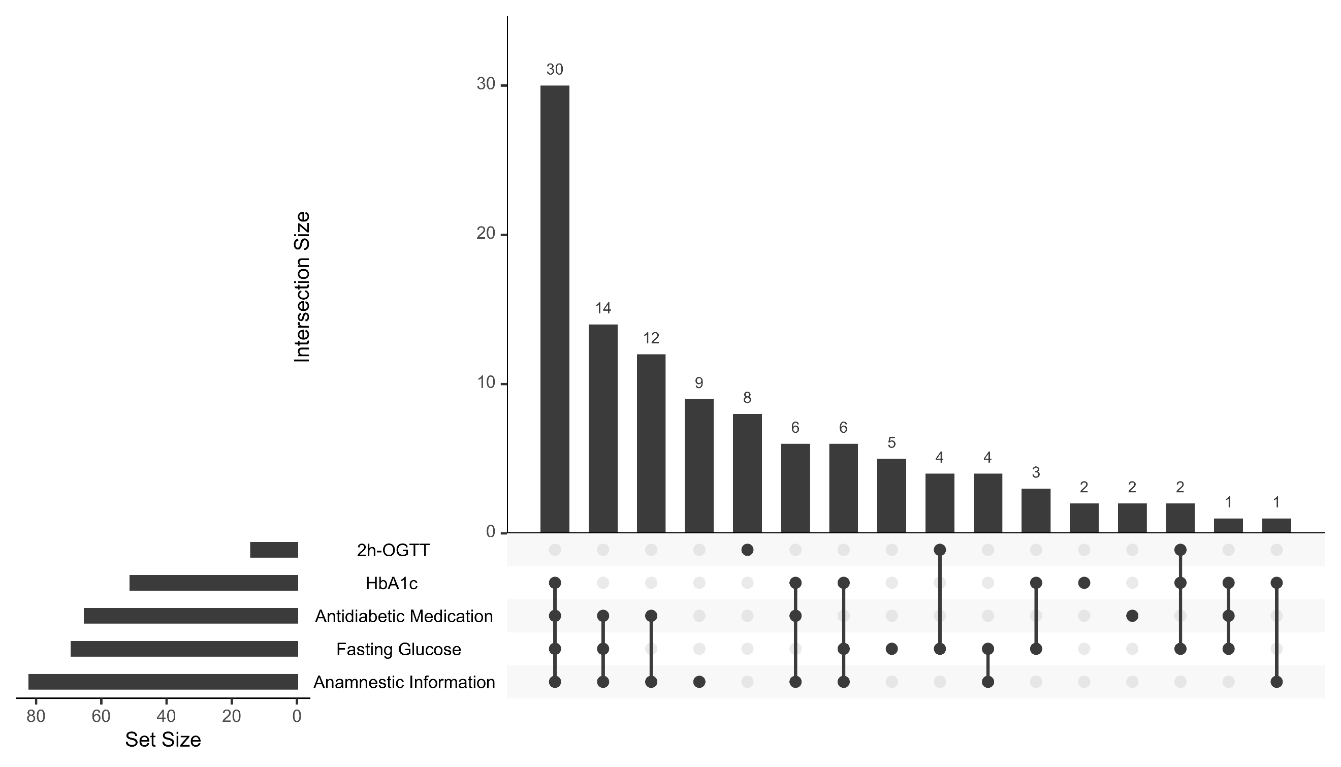 30
14
12
9
8
6
6
5
4
4
3
2
2
2
1
1
30
20
10
0
Intersection Size
2h-OGTT
HbA1c
Antidiabetic Medication
Fasting Glucose
Anamnestic Information
80 60 40 20 0
Set Size